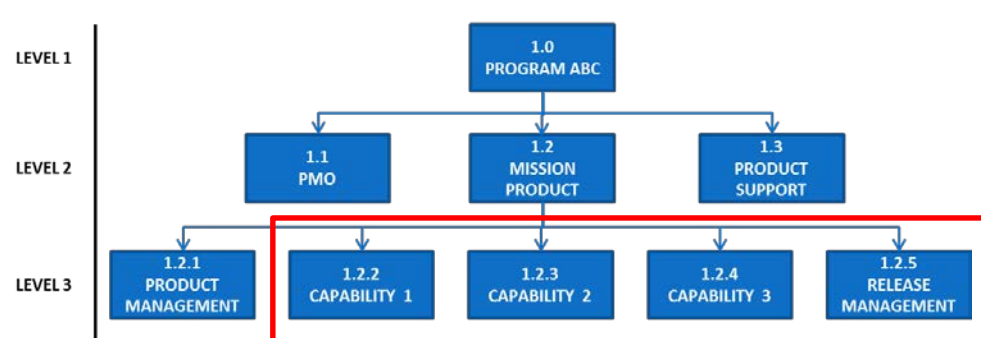 LEVEL 1
1.0
PROGRAM ABC
LEVEL 2
1.1
PMO
1.2
MISSION
PRODUCT
1.3
PRODUCT
SUPPORT
LEVEL 3
1.2.1
PRODUCT
MANAGEMENT
1.2.2
CAPABILITY 1
1.2.3
CAPABILITY 2
1.2.4
CAPABILITY 3
1.2.5
RELEASE
MANAGEMENT